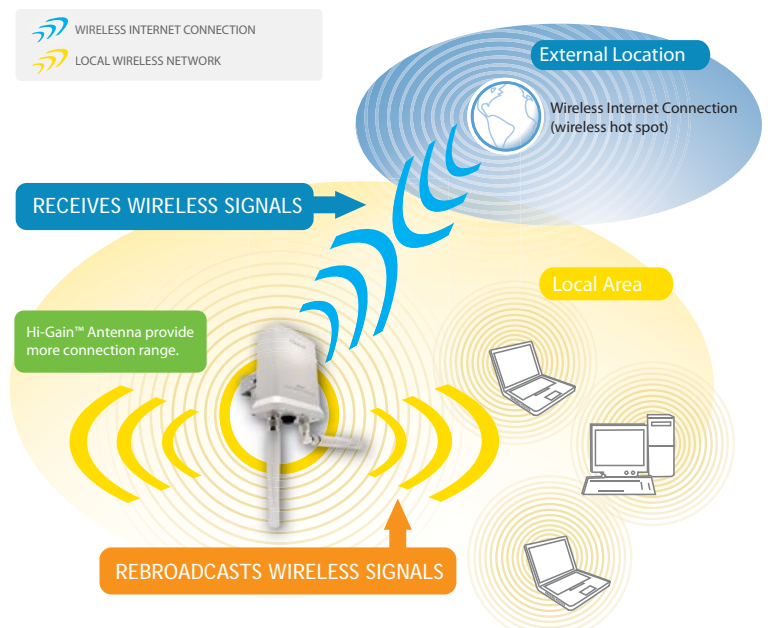 WIRELESS INTERNET CONNECTION
LOCAL WIRELESS NETWORK
External Location
Wireless Internet Connection
(wireless hot spot)
RECEIVES WIRELESS SIGNALS
Local Area
Hi-Gain™ Antenna provide
more connection range.
REBROADCASTS WIRELESS SIGNALS